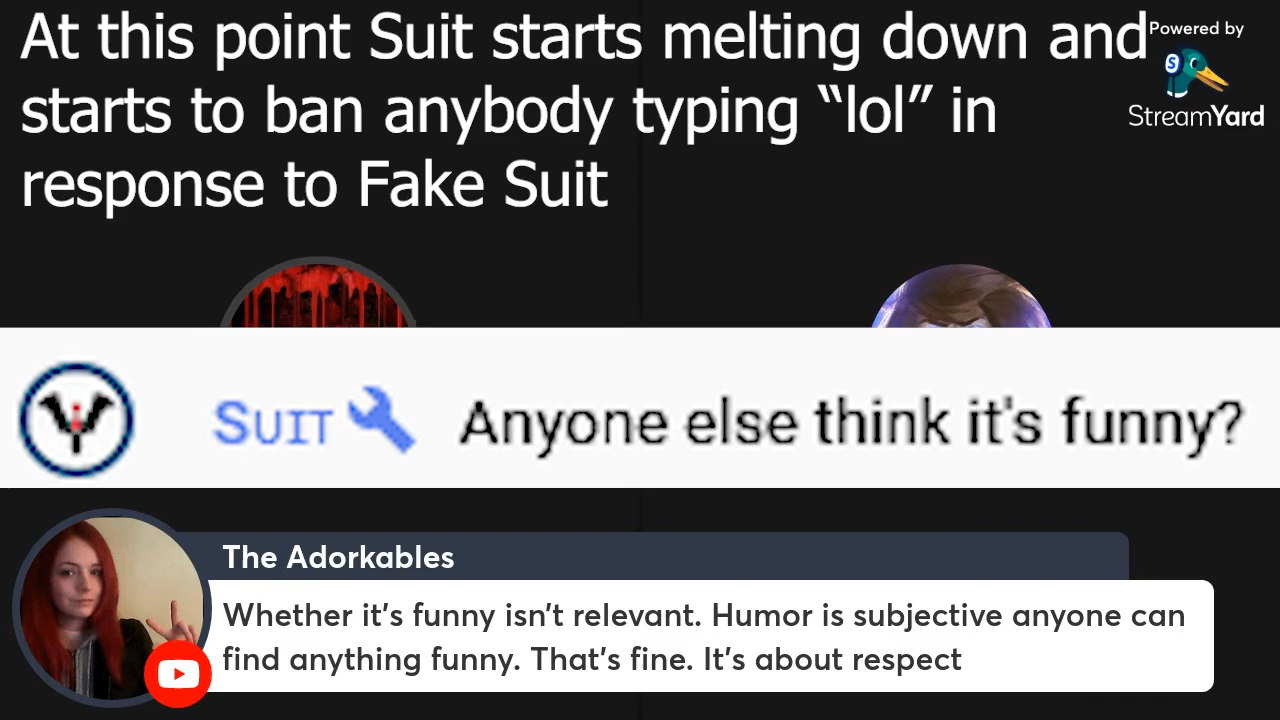 At this point Suit starts melting down and
starts to ban anybody typing “lol” in
response to Fake Suit
Powered by
S
StreamYard
Suit Anyone else think it's funny?
The Adorkables
Whether it's funny isn't relevant. Humor is subjective anyone can
find anything funny. That's fine. It's about respect